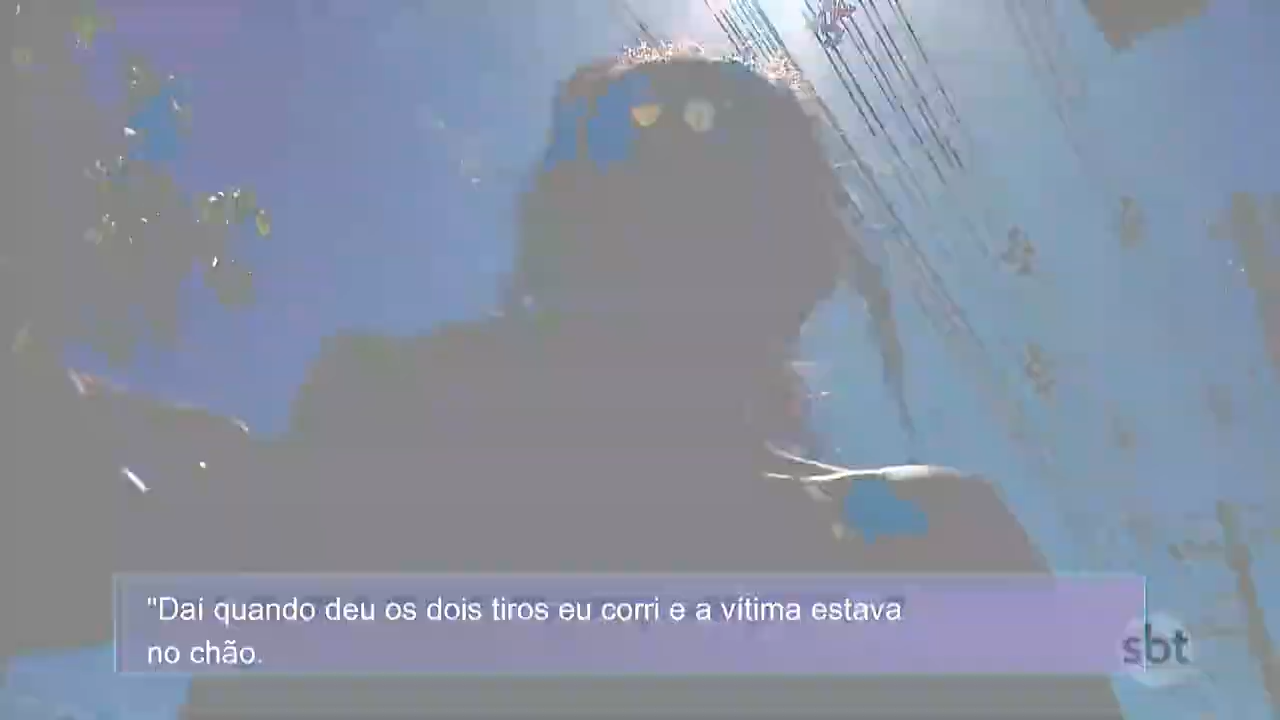 "Daí quando deu os dois tiros eu corri e a vítima estava
no chão.
sbt